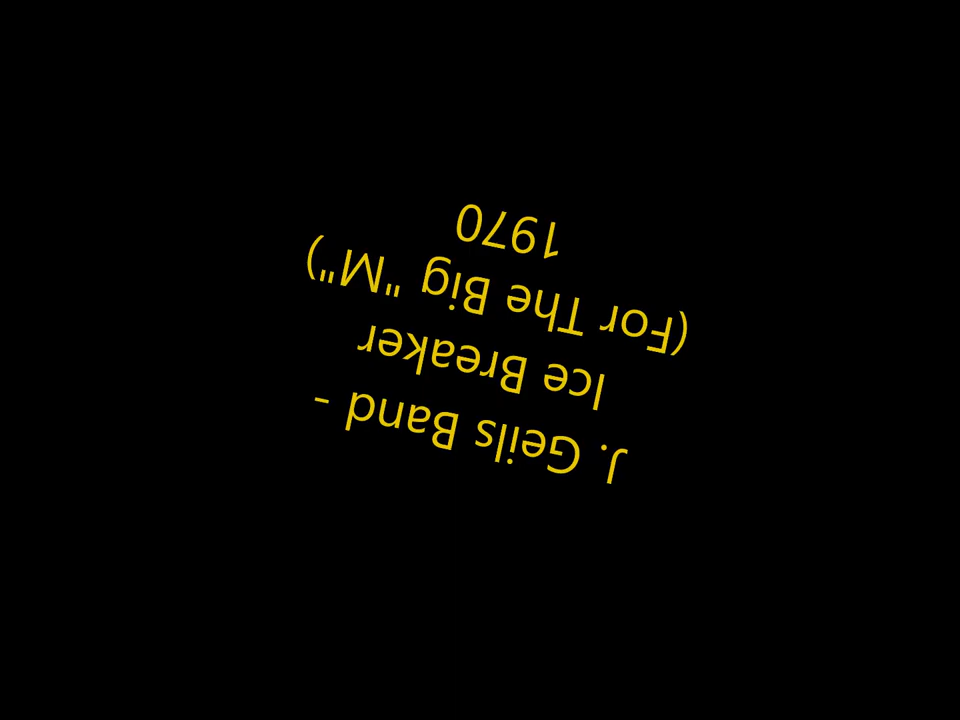 J. Geils Band -
Ice Breaker
(For The Big "M")
1970